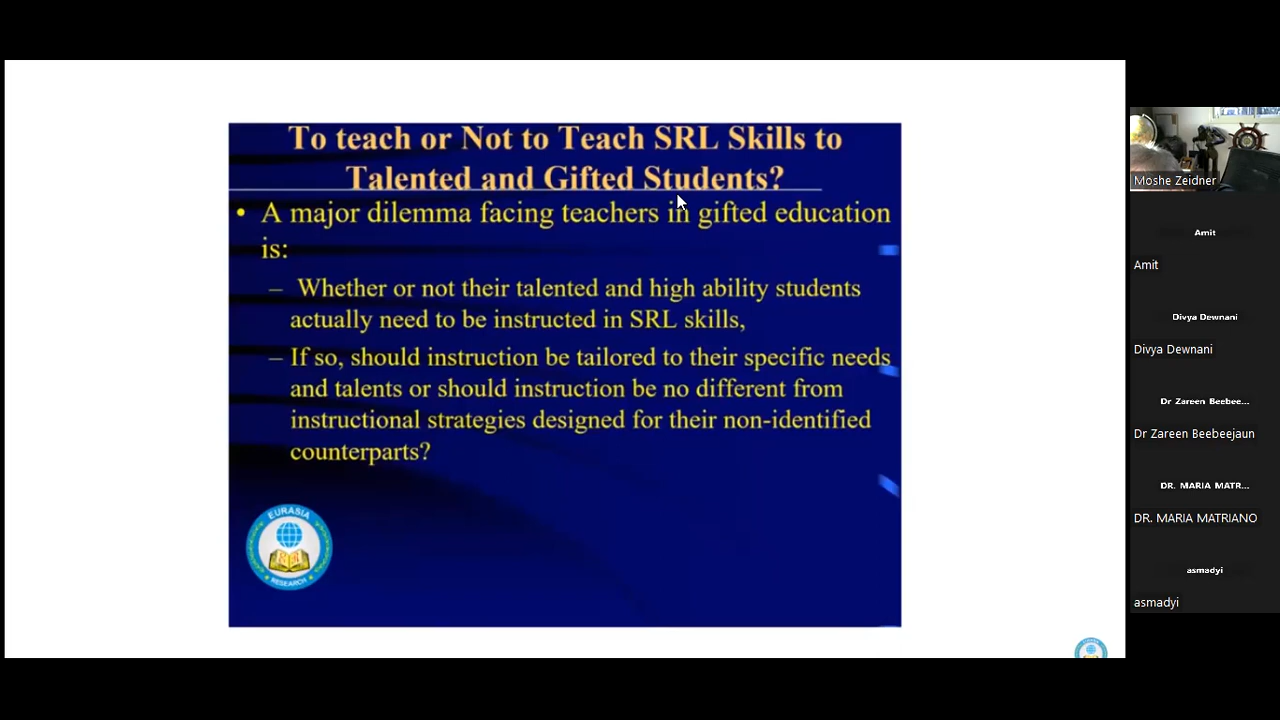 To teach or Not to Teach SRL Skills to
Talented and Gifted Students?
• A major dilemma facing teachers in gifted education
is:
– Whether or not their talented and high ability students
actually need to be instructed in SRL skills,
– If so, should instruction be tailored to their specific needs
and talents or should instruction be no different from
instructional strategies designed for their non-identified
counterparts?
EURASIA
RESEARCH
Moshe Zeidner
Amit
Amit
Divya Dewnani
Divya Dewnani
Dr Zareen Beebee...
Dr Zareen Beebeejaun
DR. MARIA MATR...
DR. MARIA MATRIANO
asmadyi
asmadyi